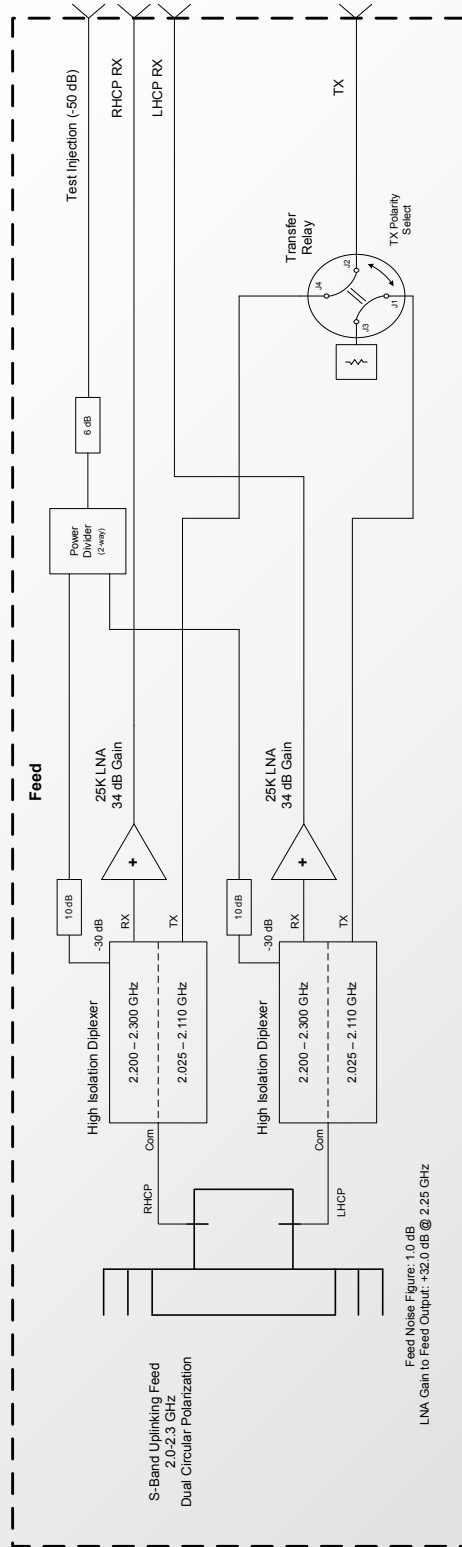 Feed
S-Band Uplinking Feed
2.0-2.3 GHz
Dual Circular Polarization
RHCP
LHCP
Com
High Isolation Diplexer
2.200 – 2.300 GHz
2.025 – 2.110 GHz
-30 dB
RX
TX
10 dB
25K LNA
34 dB Gain
+
Com
High Isolation Diplexer
2.200 – 2.300 GHz
2.025 – 2.110 GHz
-30 dB
RX
TX
10 dB
25K LNA
34 dB Gain
+
Power
Divider
(2-way)
6 dB
Test Injection (-50 dB)
RHCP RX
LHCP RX
Transfer
Relay
J4
J2
J3
J1
TX Polarity
Select
TX
Feed Noise Figure: 1.0 dB
LNA Gain to Feed Output: +32.0 dB @ 2.25 GHz